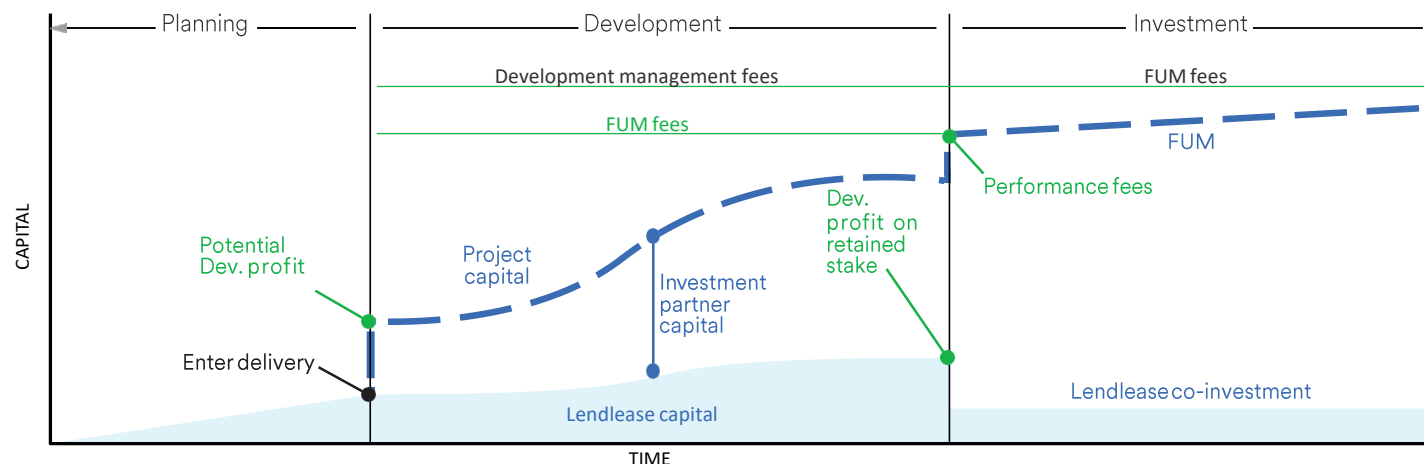 Planning
Development
Investment
Development management fees
FUM fees
FUM fees
FUM
Performance fees
Dev.
profit on
retained
stake
Potential
Dev. profit
Project
capital
Investment
partner
capital
Enter delivery
Lendlease capital
Lendlease co-investment
CAPITAL
TIME